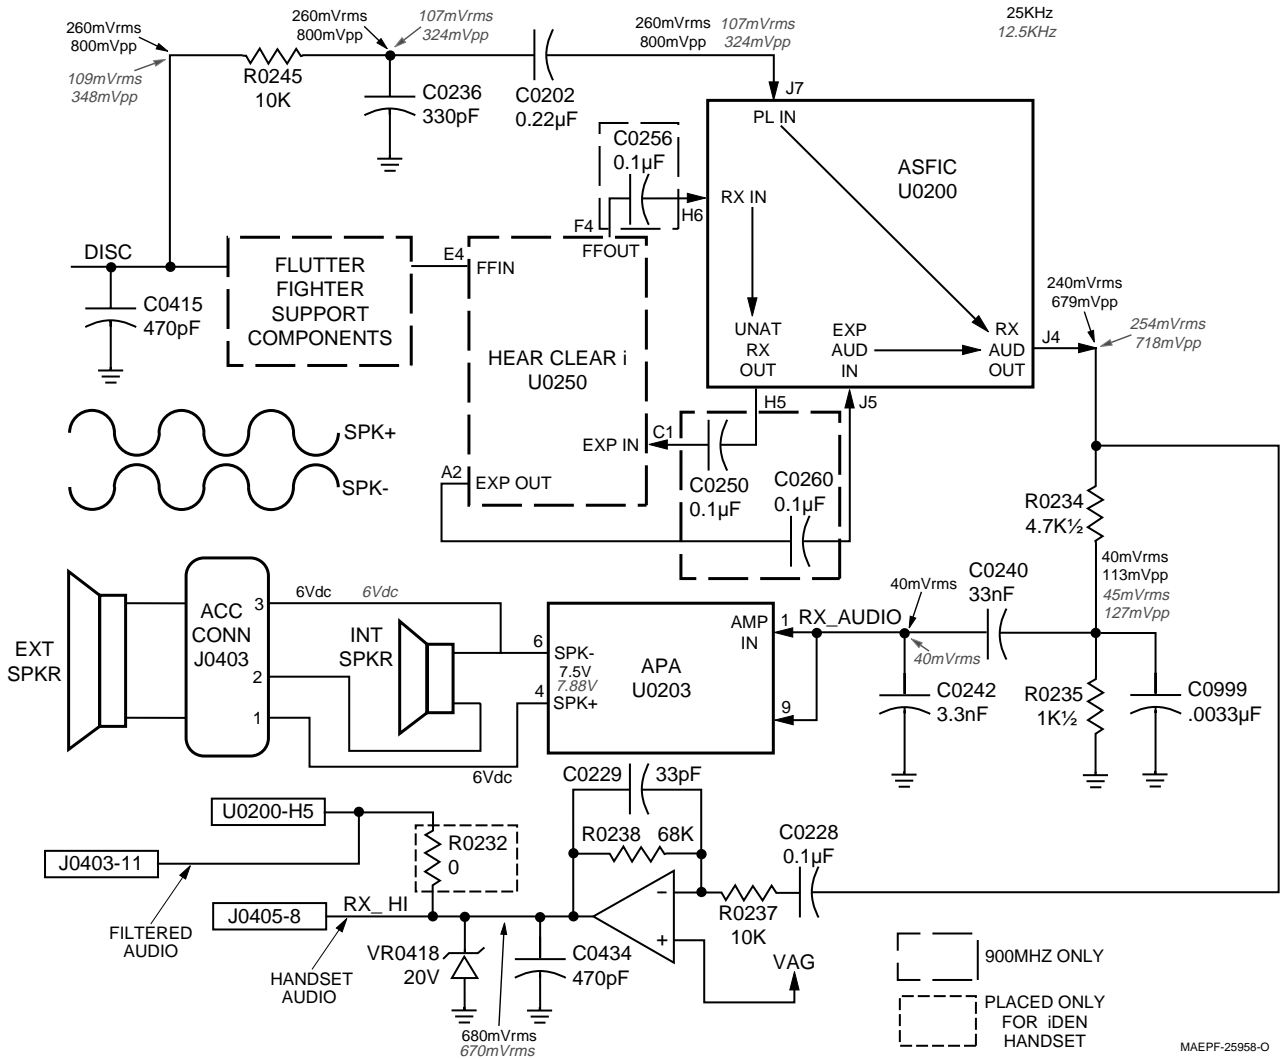 260mVrms
800mVpp
109mVrms
348mVpp
R0245
10K
260mVrms
800mVpp
107mVrms
324mVpp
C0236
330pF
C0202
0.22µF
260mVrms
800mVpp
107mVrms
324mVpp
25KHz
12.5KHz
J7
PL IN
ASFIC
U0200
C0256
0.1µF
H6
RX IN
F4
FFOUT
DISC
C0415
470pF
FLUTTER
FIGHTER
SUPPORT
COMPONENTS
E4
FFIN
HEAR CLEAR i
U0250
UNAT
RX
OUT
EXP
AUD
IN
RX
AUD
OUT
J4
240mVrms
679mVpp
254mVrms
718mVpp
H5
J5
EXP IN
C1
C0250
0.1µF
C0260
0.1µF
A2
EXP OUT
SPK+
SPK-
R0234
4.7K½
40mVrms
113mVpp
45mVrms
127mVpp
C0240
33nF
40mVrms
40mVrms
RX_AUDIO
C0242
3.3nF
R0235
1K½
C0999
.0033µF
EXT
SPKR
ACC
CONN
J0403
3
2
1
6Vdc
6Vdc
INT
SPKR
6
SPK-
7.5V
7.88V
4
SPK+
6Vdc
APA
U0203
AMP
IN
1
9
C0229
33pF
R0238
68K
C0228
0.1µF
R0237
10K
VAG
U0200-H5
J0403-11
R0232
0
J0405-8
RX_ HI
FILTERED
AUDIO
HANDSET
AUDIO
VR0418
20V
C0434
470pF
680mVrms
670mVrms
−
+
900MHZ ONLY
PLACED ONLY
FOR iDEN
HANDSET
MAEPF-25958-O